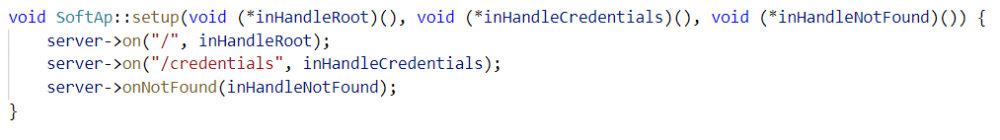 void SoftAp::setup(void (*inHandleRoot)(), void (*inHandleCredentials)(), void (*inHandleNotFound)()) {
    server->on("/", inHandleRoot);
    server->on("/credentials", inHandleCredentials);
    server->onNotFound(inHandleNotFound);
}